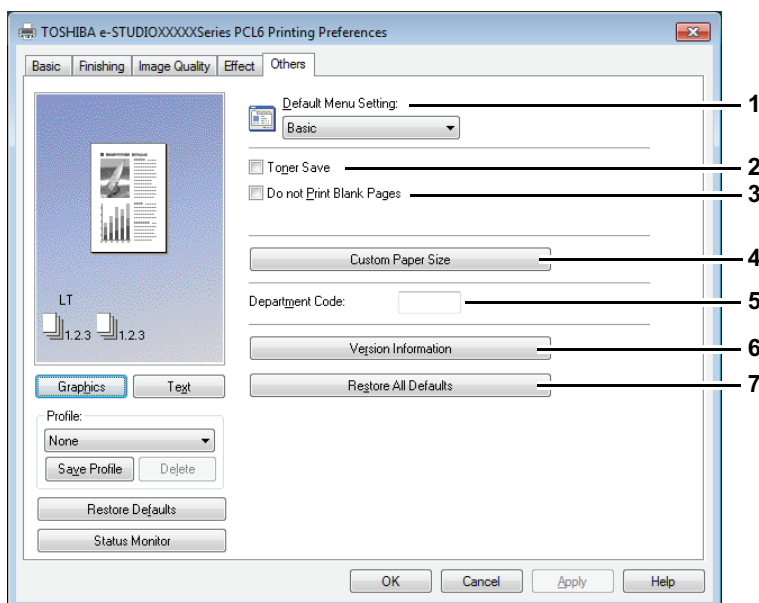 TOSHIBA e-STUDIOXXXXXSeries PCL6 Printing Preferences
Basic Finishing Image Quality Effect Others
Default Menu Setting: 1
Basic
Toner Save 2
Do not Print Blank Pages 3
Custom Paper Size 4
LT
Department Code: 5
1.2.3 1.2.3
Version Information 6
Graphics Text
Restore All Defaults 7
Profile:
None
Save Profile Delete
Restore Defaults
Status Monitor
OK Cancel Apply Help